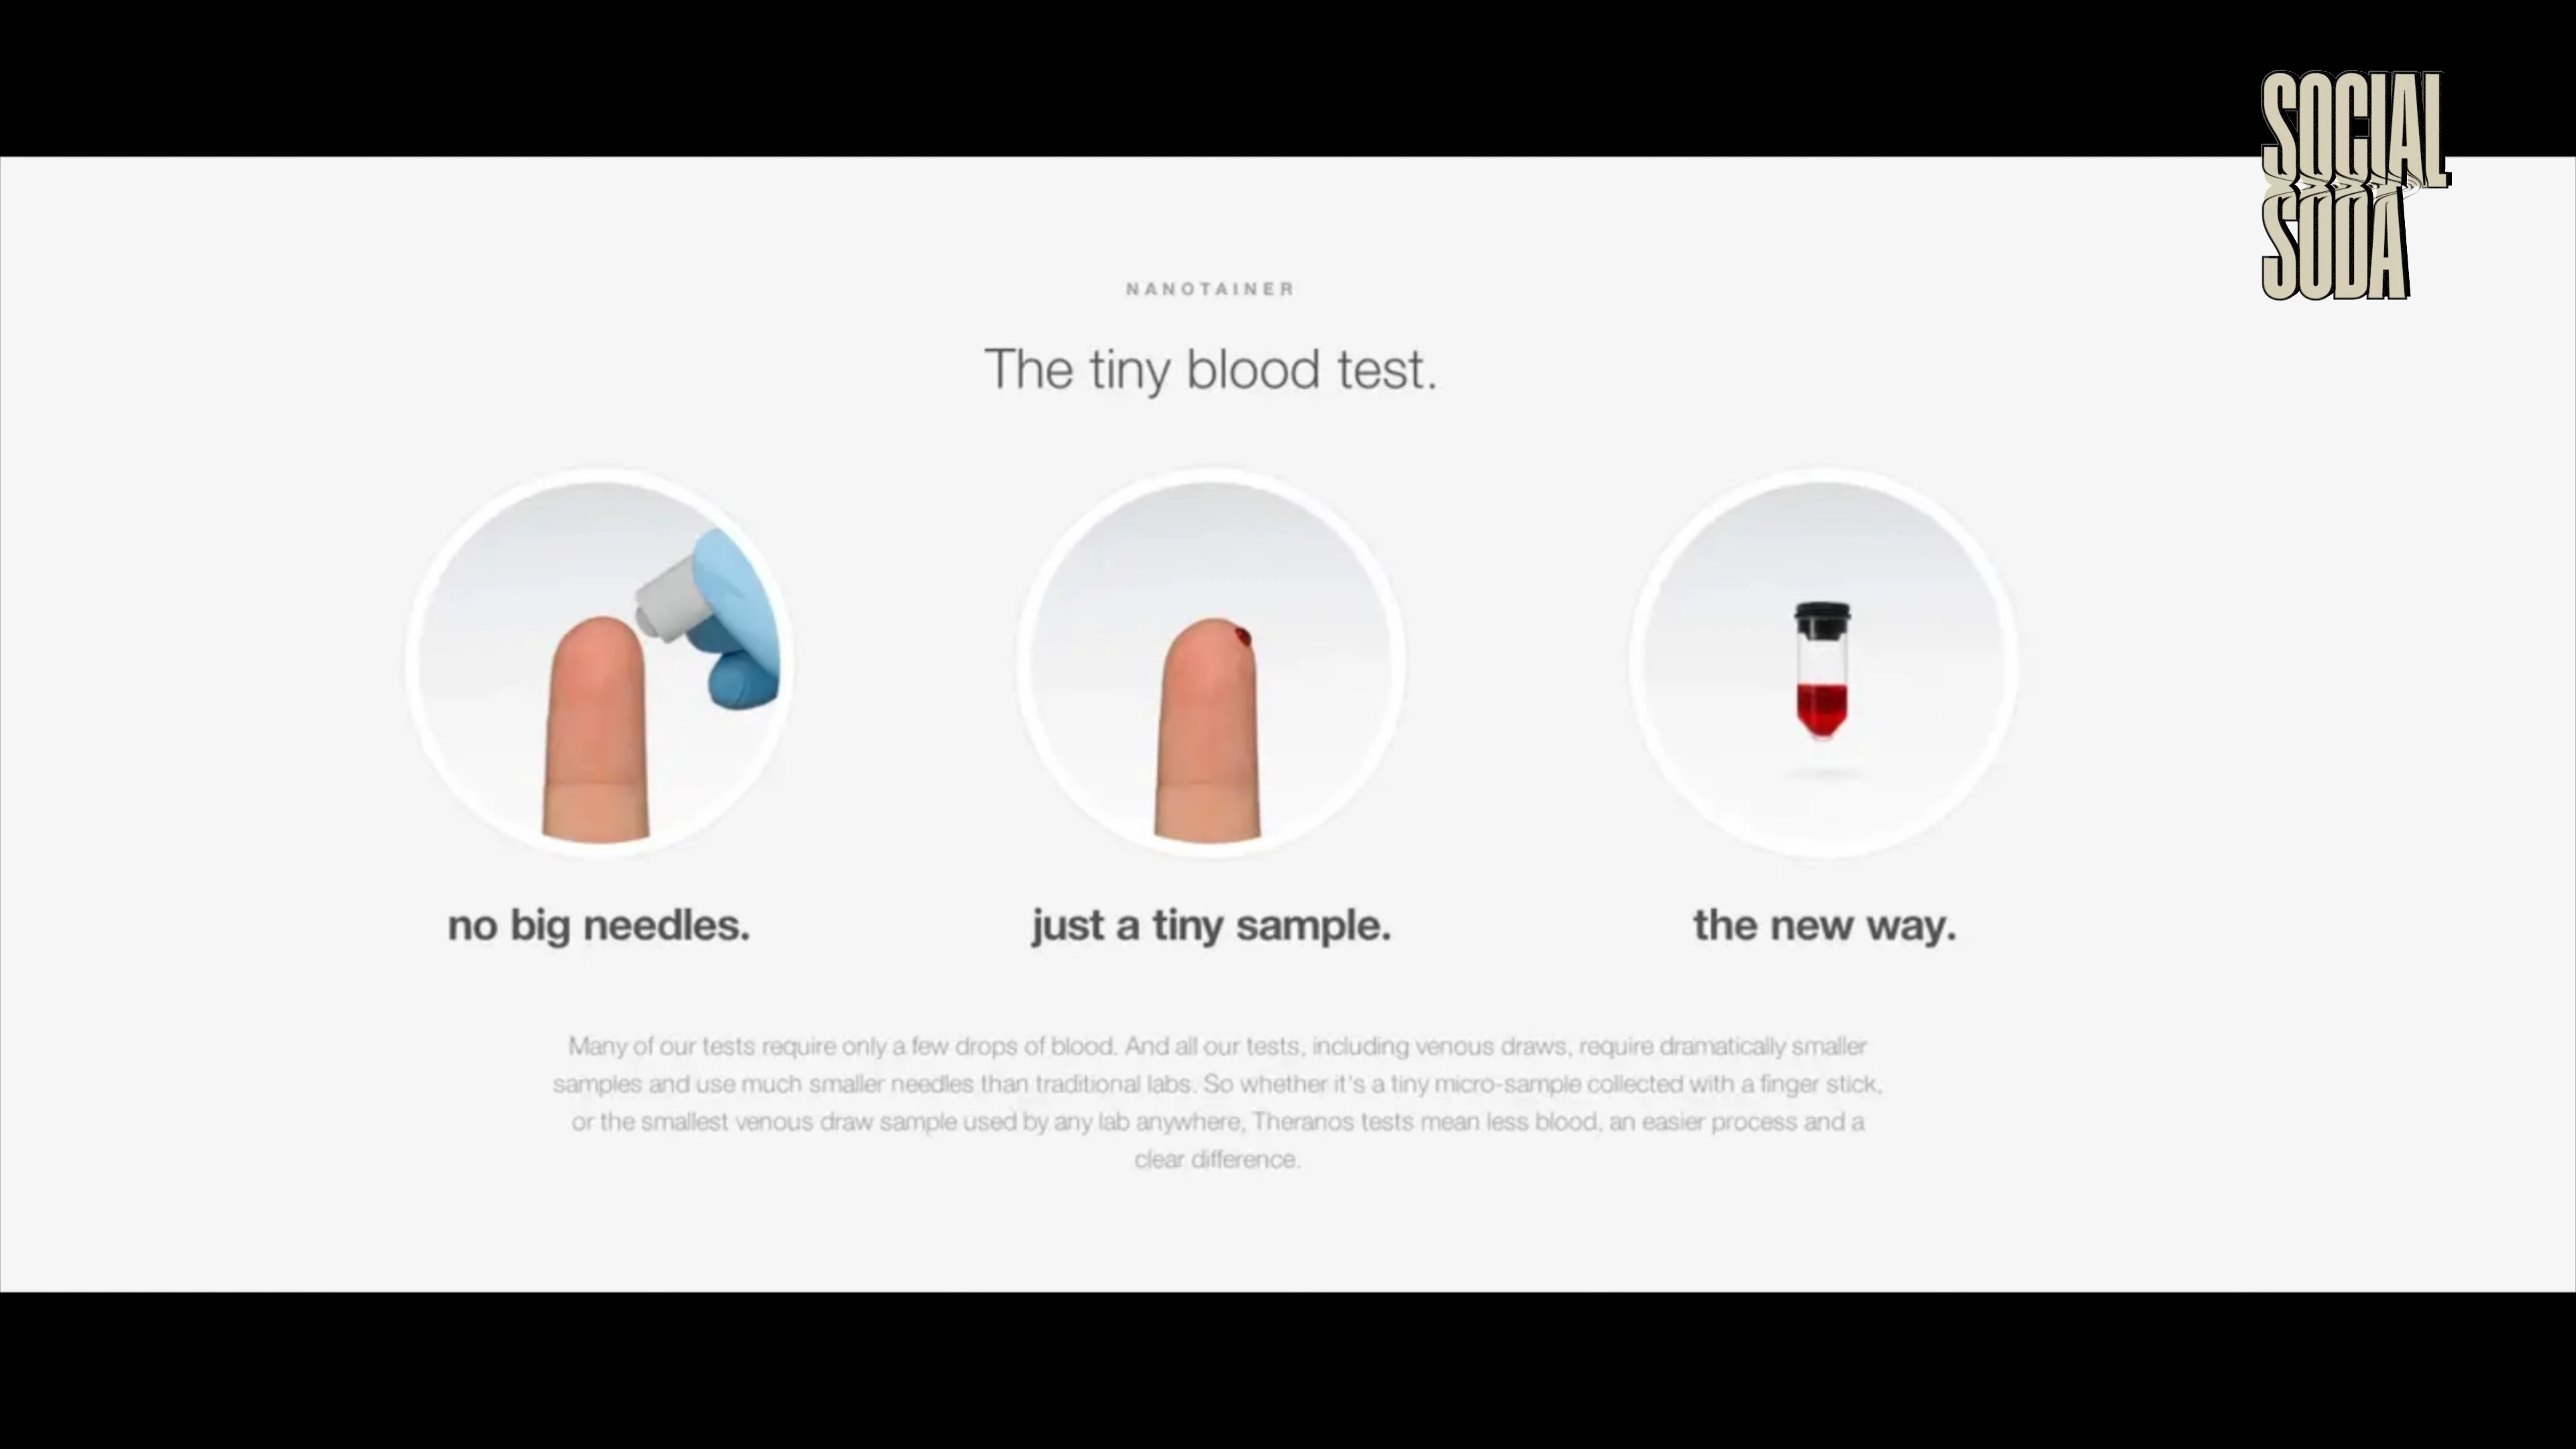 SOCIAL
SODA
NANOTAINER
The tiny blood test.
no big needles.
just a tiny sample.
the new way.
Many of our tests require only a few drops of blood. And all our tests, including venous draws, require dramatically smaller
samples and use much smaller needles than traditional labs. So whether it's a tiny micro-sample collected with a finger stick,
or the smallest venous draw sample used by any lab anywhere, Theranos tests mean less blood, an easier process and a
clear difference.